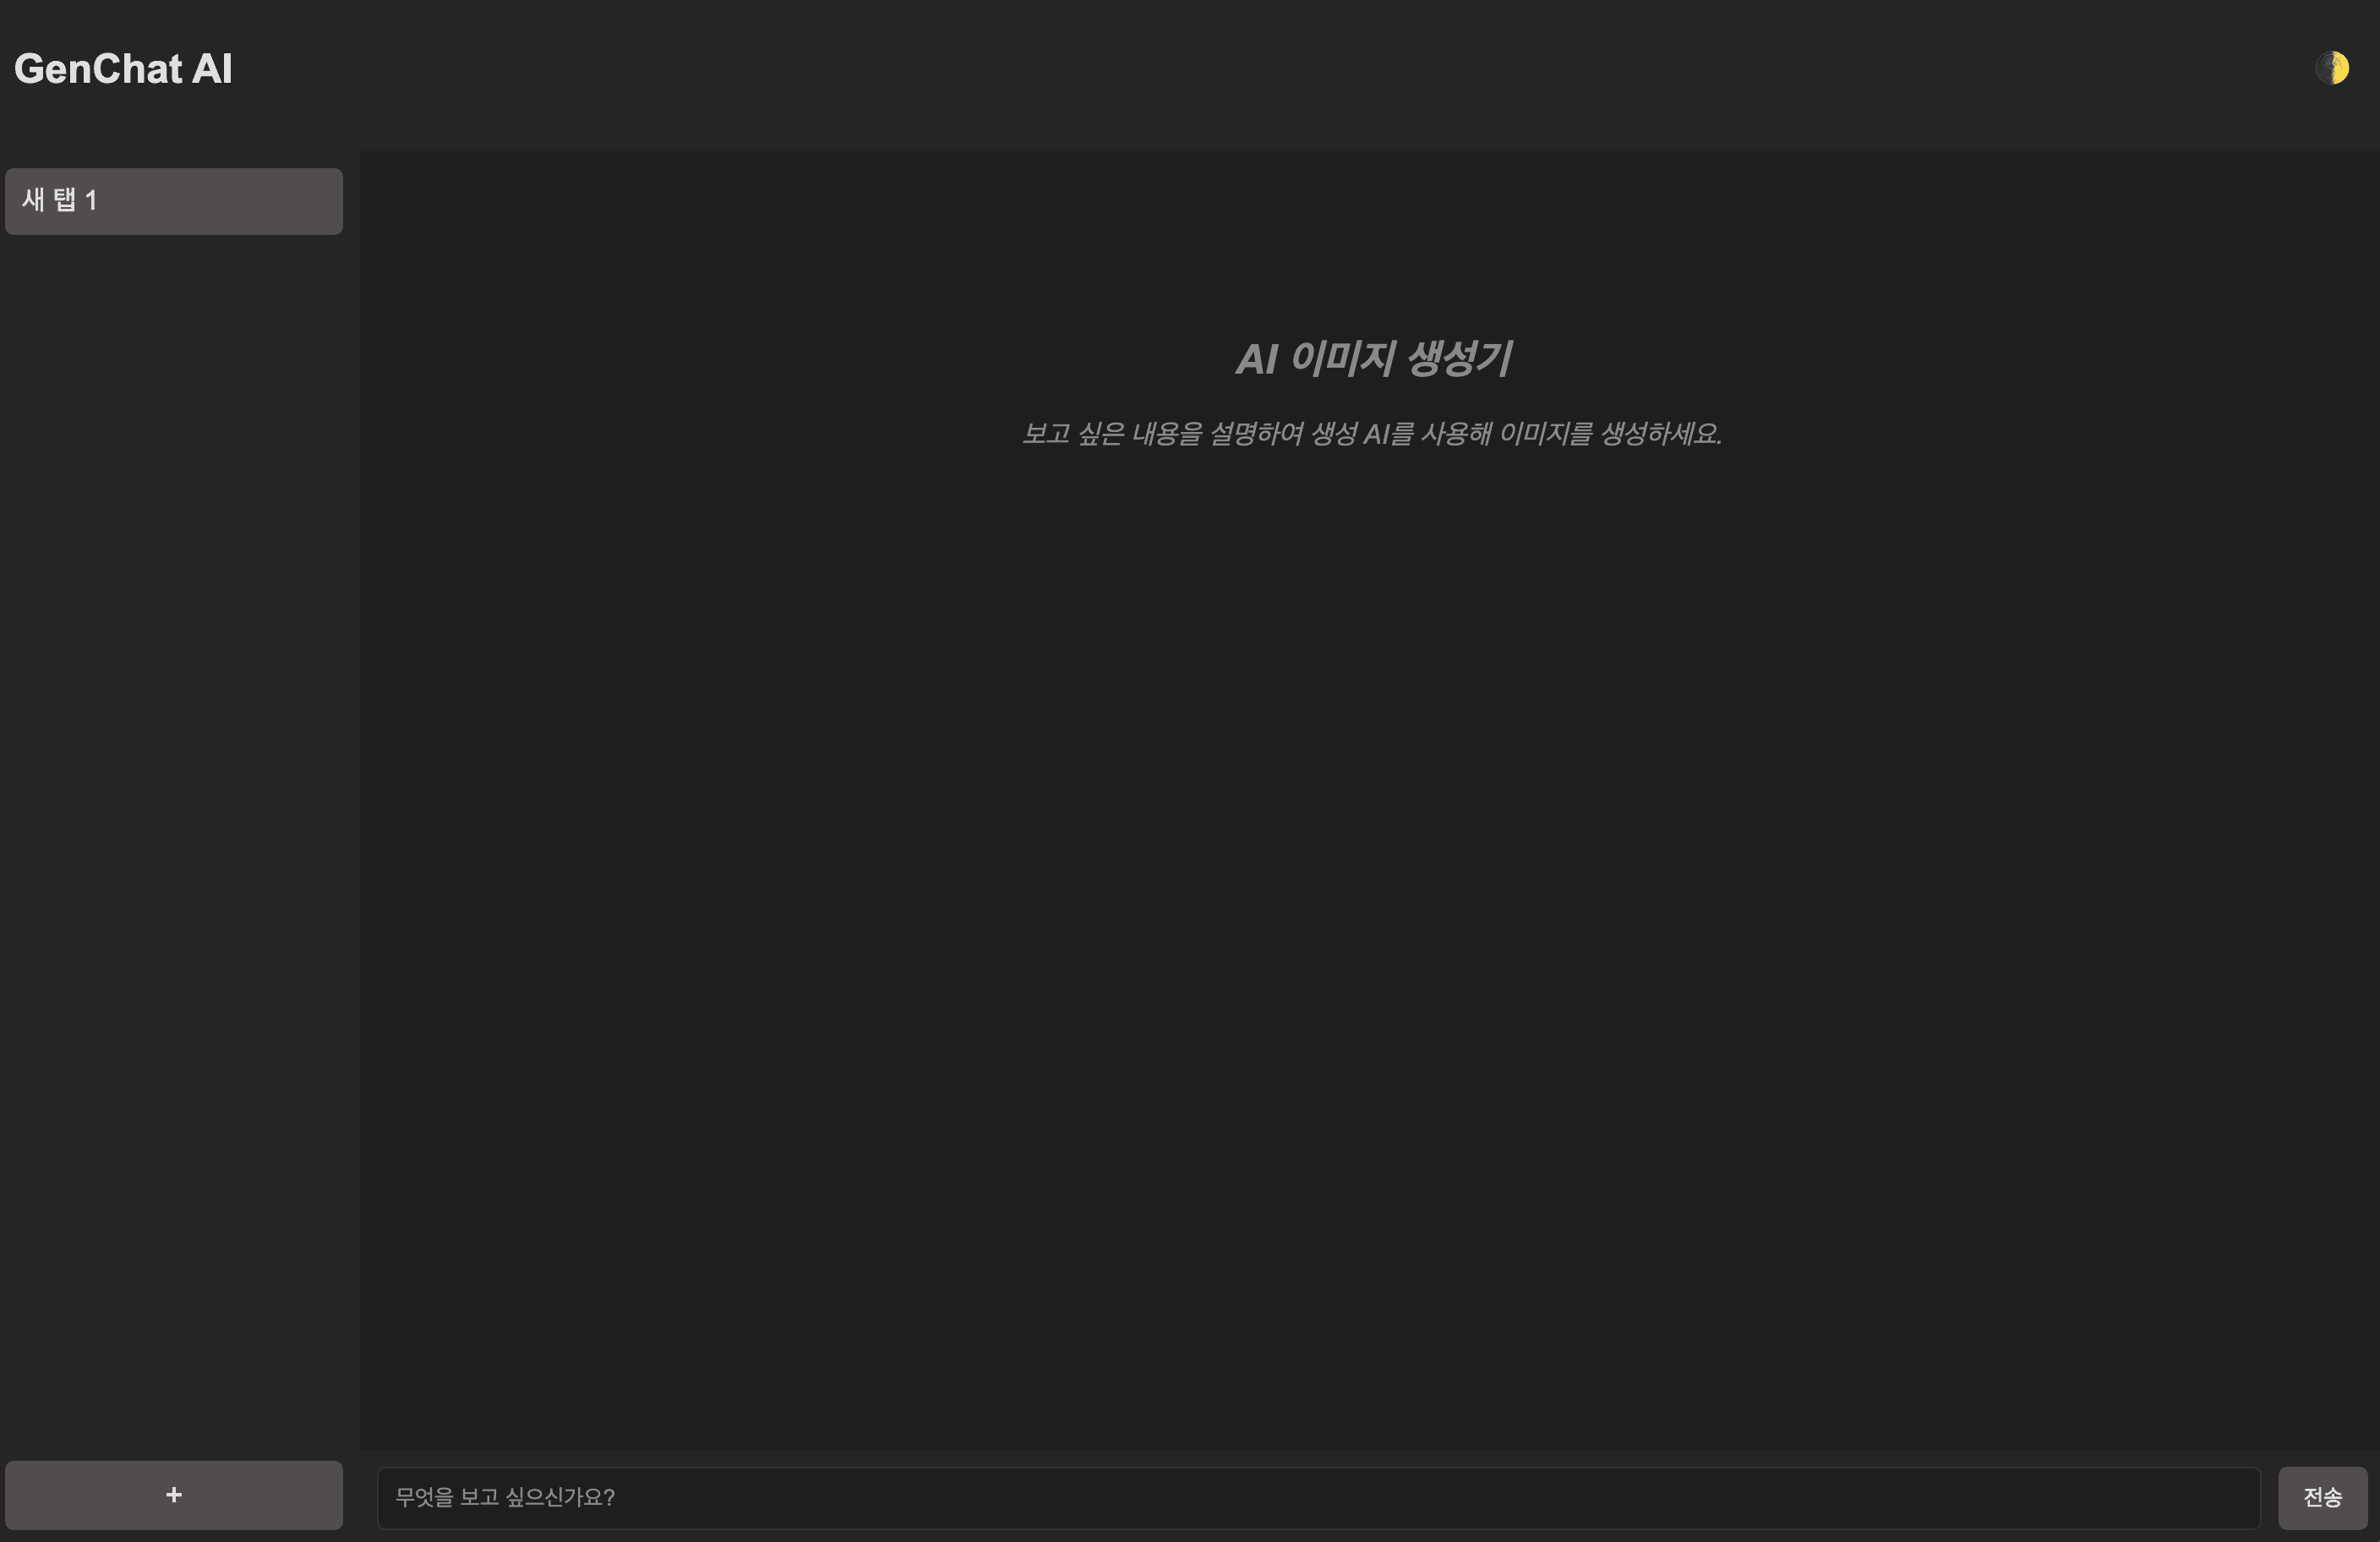 GenChat AI
새 탭 1
AI 이미지 생성기
보고 싶은 내용을 설명하여 생성 AI를 사용해 이미지를 생성하세요.
+
무엇을 보고 싶으신가요?
전송